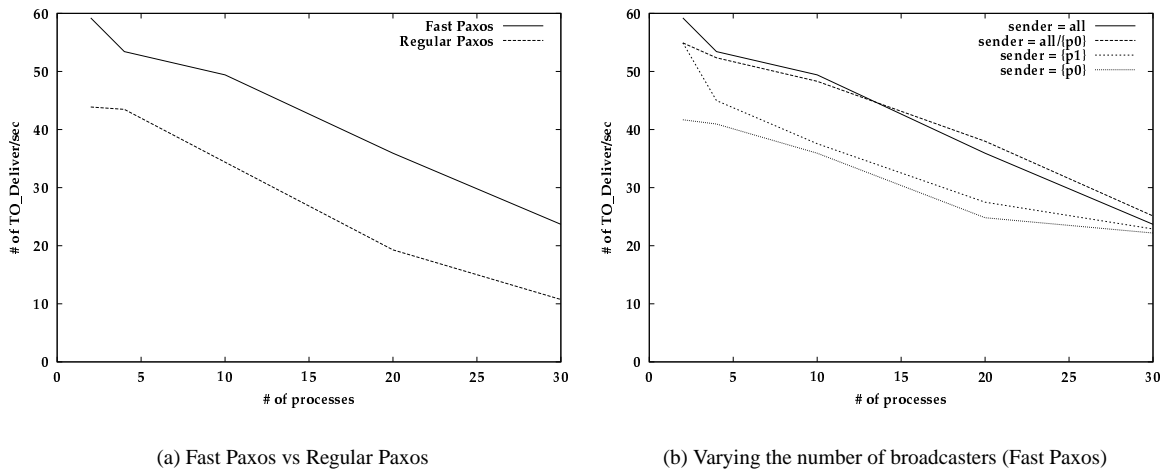 60
50
40
30
20
10
0
# of TO_Deliver/sec
Fast Paxos
Regular Paxos
0 5 10 15 20 25 30
# of processes
(a) Fast Paxos vs Regular Paxos
60
50
40
30
20
10
0
# of TO_Deliver/sec
sender = all
sender = all/{p0}
sender = {p1}
sender = {p0}
0 5 10 15 20 25 30
# of processes
(b) Varying the number of broadcasters (Fast Paxos)